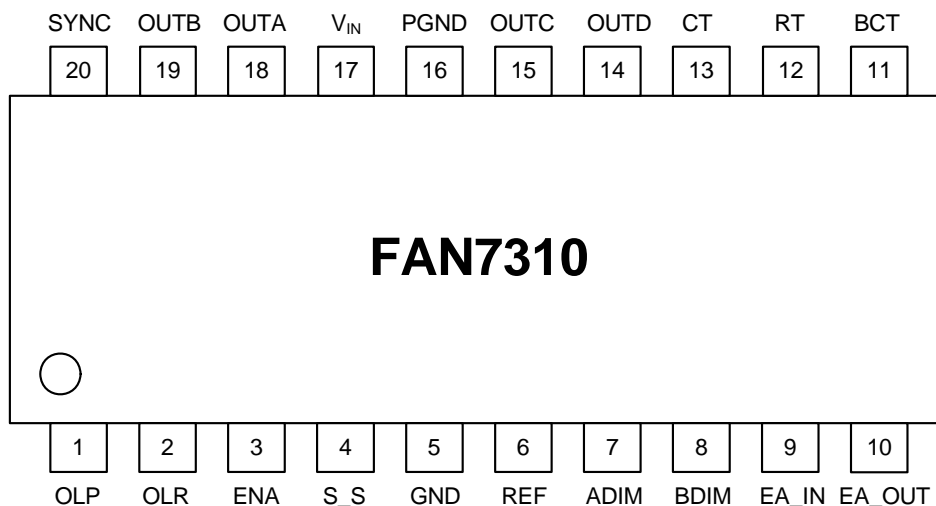 SYNC OUTB OUTA VIN PGND OUTC OUTD CT RT BCT
20 19 18 17 16 15 14 13 12 11
FAN7310
1 2 3 4 5 6 7 8 9 10
OLP OLR ENA S_S GND REF ADIM BDIM EA_IN EA_OUT